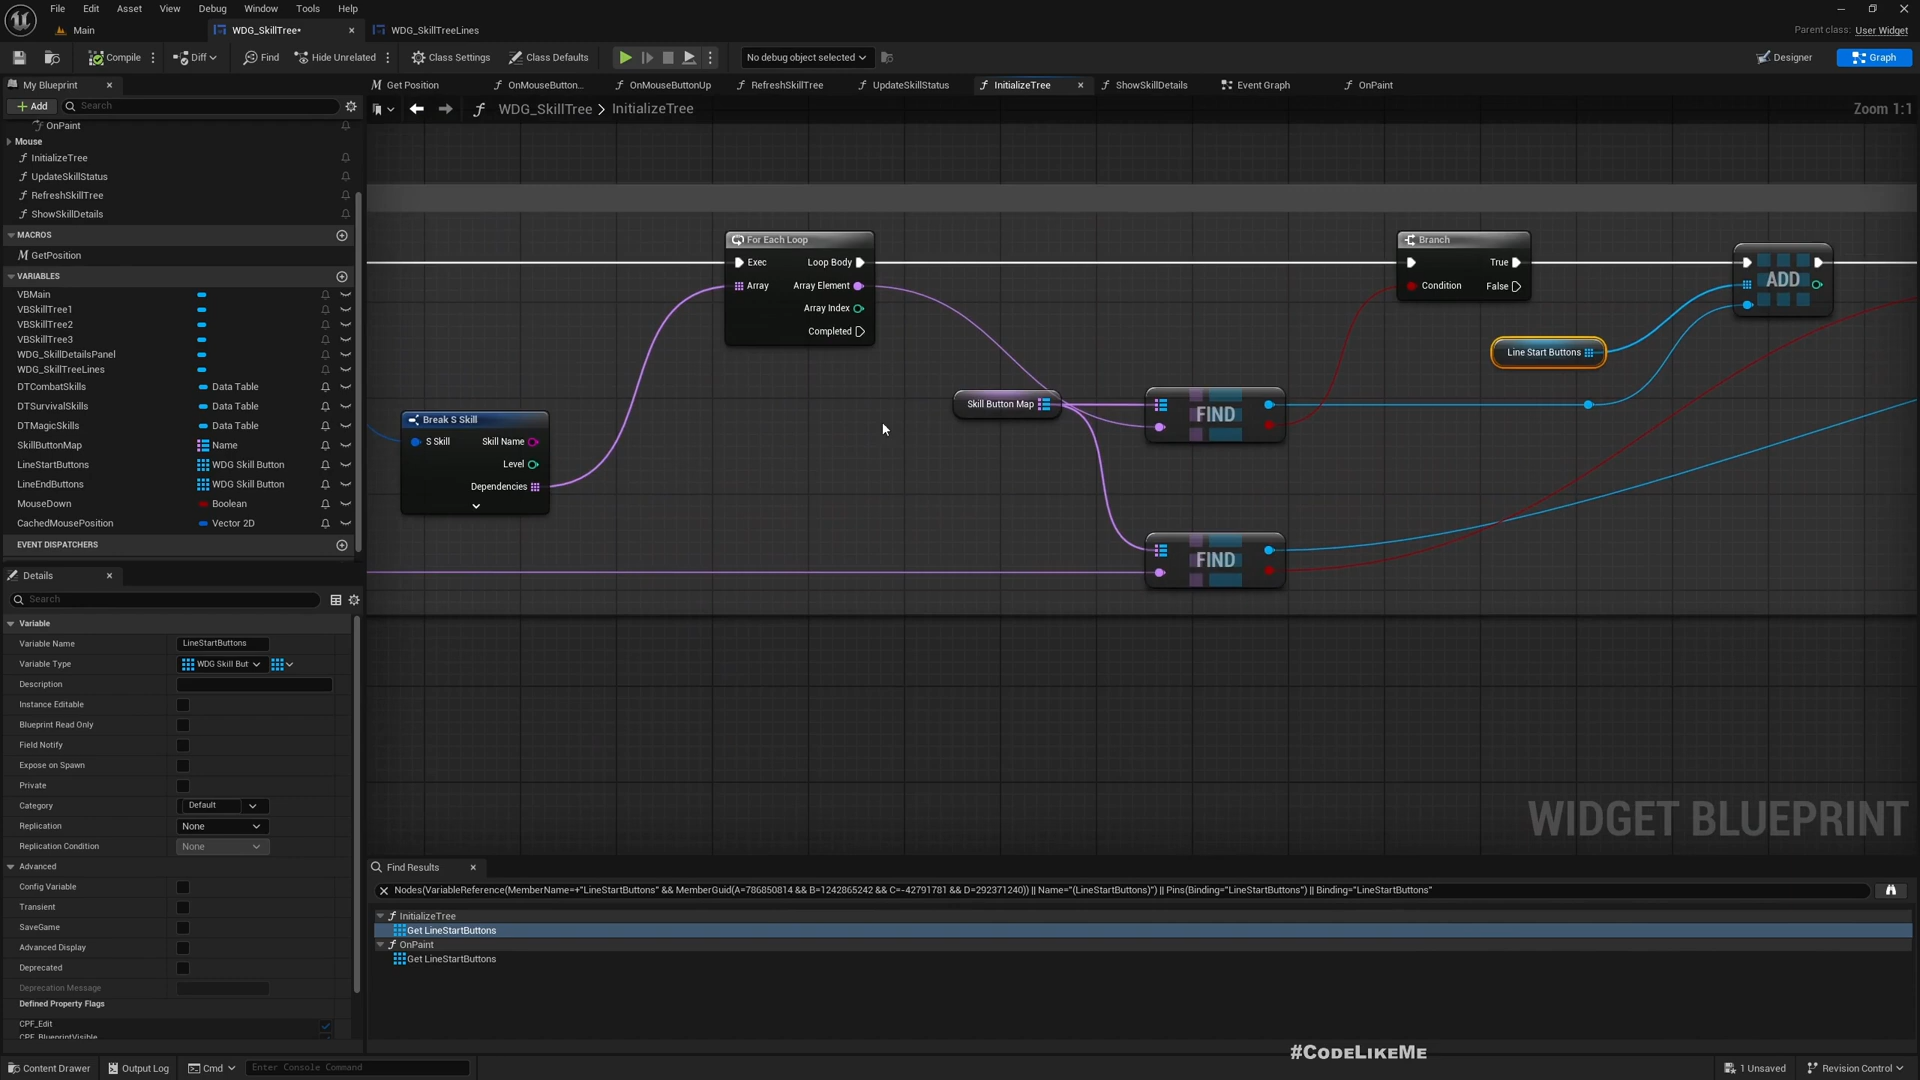 File Edit Asset View Debug Window Tools Help
Main
WDG_SkillTree•
WDG_SkillTreeLines
Parent class: User Widget
Compile
Diff
Find
Hide Unrelated
Class Settings
Class Defaults
No debug object selected
Designer
Graph
My Blueprint
Get Position
OnMouseButton...
OnMouseButtonUp
RefreshSkillTree
UpdateSkillStatus
InitializeTree
ShowSkillDetails
Event Graph
OnPaint
Add
Search
WDG_SkillTree > InitializeTree
Zoom 1:1
OnPaint
Mouse
InitializeTree
UpdateSkillStatus
RefreshSkillTree
ShowSkillDetails
MACROS
GetPosition
VARIABLES
VBMain
VBSkillTree1
VBSkillTree2
VBSkillTree3
WDG_SkillDetailsPanel
WDG_SkillTreeLines
DTCombatSkills Data Table
DTSurvivalSkills Data Table
DTMagicSkills Data Table
SkillButtonMap Name
LineStartButtons WDG Skill Button
LineEndButtons WDG Skill Button
MouseDown Boolean
CachedMousePosition Vector 2D
EVENT DISPATCHERS
Details
Search
Variable
Variable Name LineStartButtons
Variable Type WDG Skill But
Description
Instance Editable
Blueprint Read Only
Field Notify
Expose on Spawn
Private
Category Default
Replication None
Replication Condition None
Advanced
Config Variable
Transient
SaveGame
Advanced Display
Deprecated
Deprecation Message
Defined Property Flags
CPF_Edit
CPF_BlueprintVisible
Break S Skill
S Skill Skill Name
Level
Dependencies
For Each Loop
Exec Loop Body
Array Array Element
Array Index
Completed
Skill Button Map
FIND
FIND
Branch
True
Condition False
Line Start Buttons
ADD
WIDGET BLUEPRINT
Find Results
Nodes(VariableReference(MemberName=+"LineStartButtons" && MemberGuid(A=786850814 && B=1242865242 && C=-42791781 && D=292371240)) || Name="(LineStartButtons)") || Pins(Binding="LineStartButtons") || Binding="LineStartButtons"
InitializeTree
Get LineStartButtons
OnPaint
Get LineStartButtons
#CodeLikeMe
Content Drawer
Output Log
Cmd
Enter Console Command
1 Unsaved
Revision Control